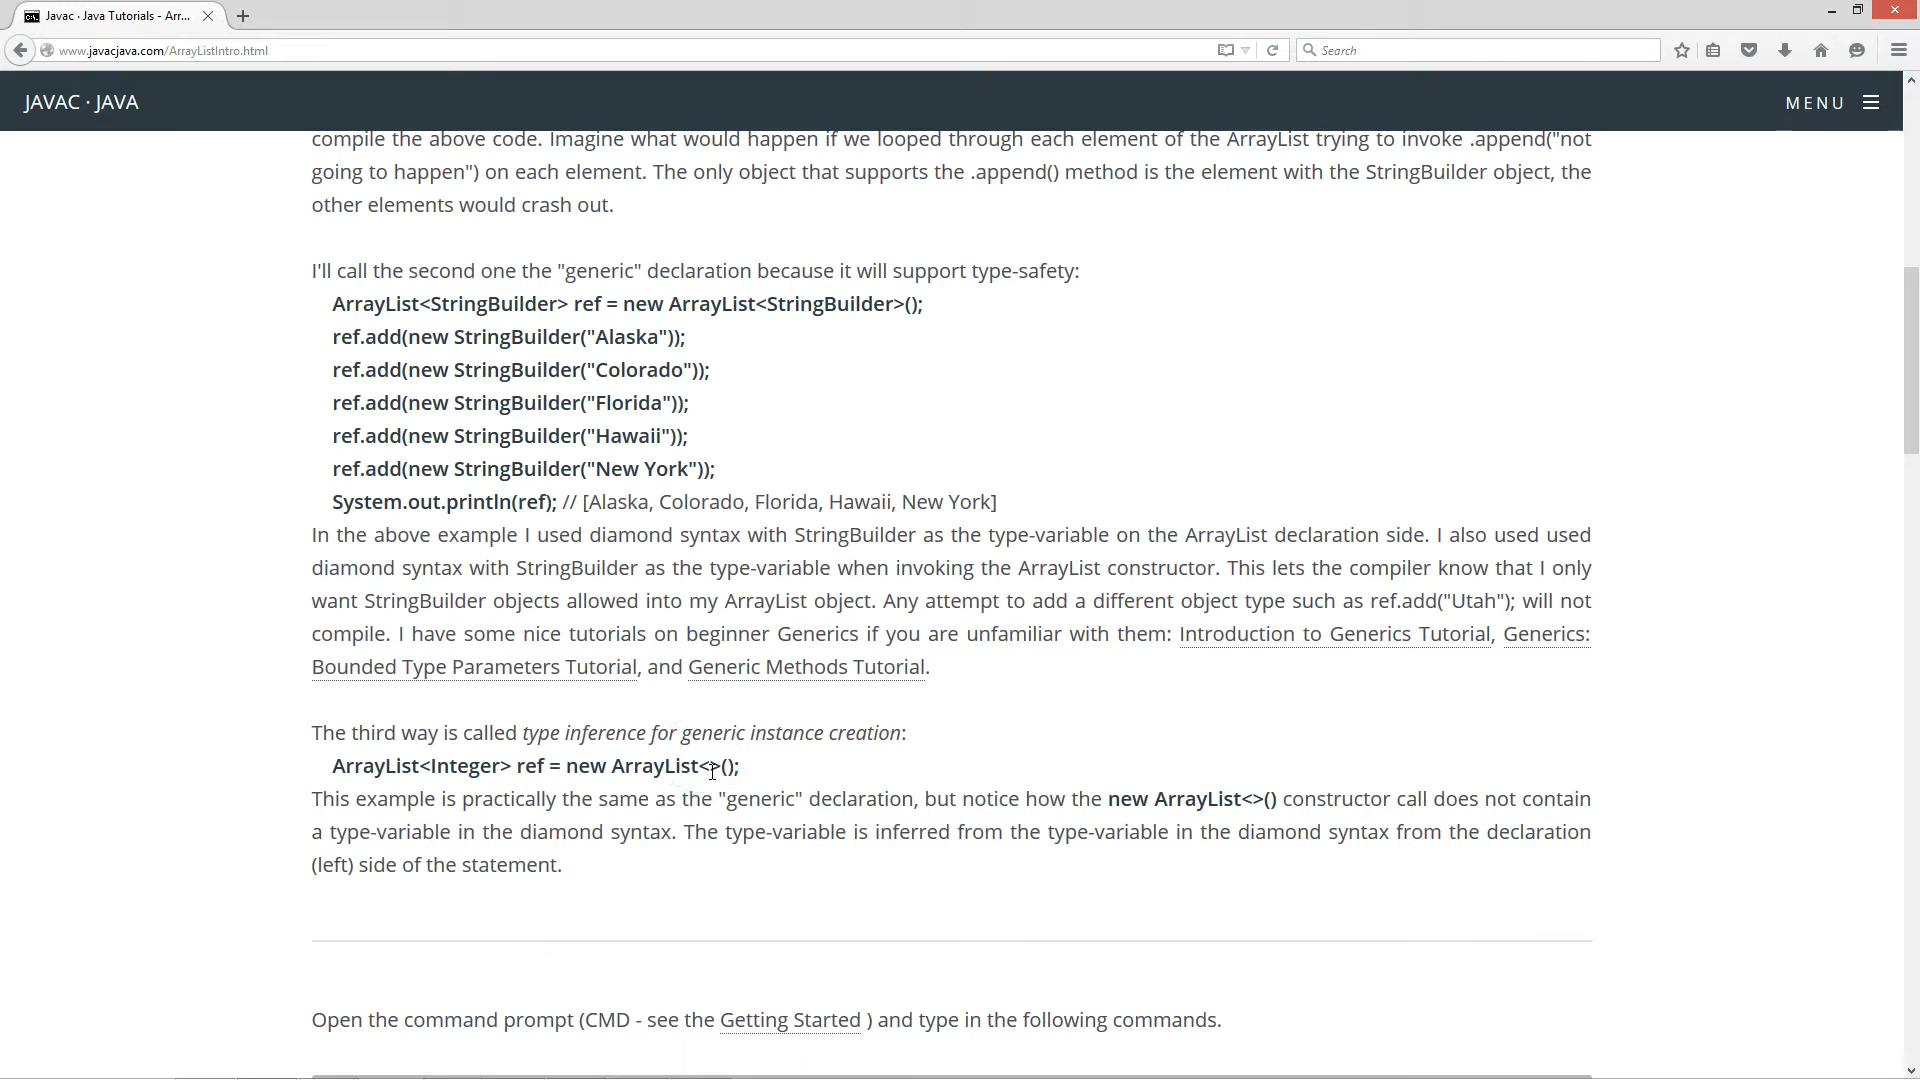 Javac · Java Tutorials - Arr...
www.javacjava.com/ArrayListIntro.html
Search
JAVAC · JAVA
MENU
compile the above code. Imagine what would happen if we looped through each element of the ArrayList trying to invoke .append("not
going to happen") on each element. The only object that supports the .append() method is the element with the StringBuilder object, the
other elements would crash out.
I'll call the second one the "generic" declaration because it will support type-safety:
ArrayList<StringBuilder> ref = new ArrayList<StringBuilder>();
ref.add(new StringBuilder("Alaska"));
ref.add(new StringBuilder("Colorado"));
ref.add(new StringBuilder("Florida"));
ref.add(new StringBuilder("Hawaii"));
ref.add(new StringBuilder("New York"));
System.out.println(ref); // [Alaska, Colorado, Florida, Hawaii, New York]
In the above example I used diamond syntax with StringBuilder as the type-variable on the ArrayList declaration side. I also used used
diamond syntax with StringBuilder as the type-variable when invoking the ArrayList constructor. This lets the compiler know that I only
want StringBuilder objects allowed into my ArrayList object. Any attempt to add a different object type such as ref.add("Utah"); will not
compile. I have some nice tutorials on beginner Generics if you are unfamiliar with them: Introduction to Generics Tutorial, Generics:
Bounded Type Parameters Tutorial, and Generic Methods Tutorial.
The third way is called type inference for generic instance creation:
ArrayList<Integer> ref = new ArrayList<>();
This example is practically the same as the "generic" declaration, but notice how the new ArrayList<>() constructor call does not contain
a type-variable in the diamond syntax. The type-variable is inferred from the type-variable in the diamond syntax from the declaration
(left) side of the statement.
Open the command prompt (CMD - see the Getting Started ) and type in the following commands.